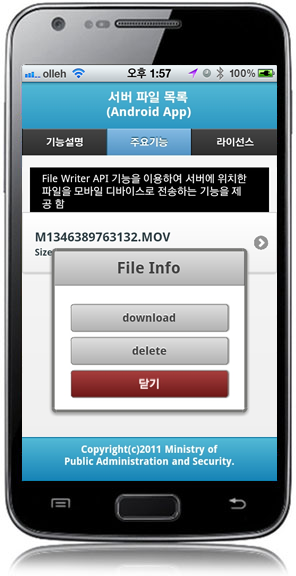 olleh 오후 1:57 100%
서버 파일 목록
(Android App)
기능설명 주요기능 라이선스
File Writer API 기능을 이용하여 서버에 위치한
파일을 모바일 디바이스로 전송하는 기능을 제
공 함
M1346389763132.MOV
Size
File Info
download
delete
닫기
Copyright(c)2011 Ministry of
Public Administration and Security.